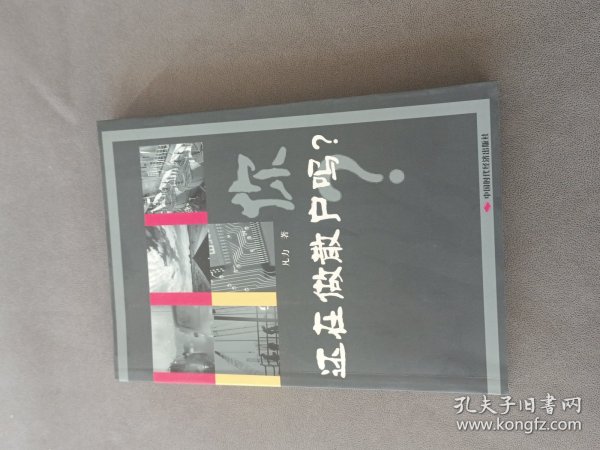 你?
还在做散户吗?
凡力 著
中国时代经济出版社
孔夫子旧书网
www.kongfz.com